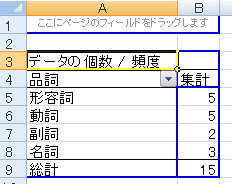 A B
1 ここにページのフィールドをドラッグします
2
3 データの個数 / 頻度
4 品詞 集計
5 形容詞 5
6 動詞 5
7 副詞 2
8 名詞 3
9 総計 15